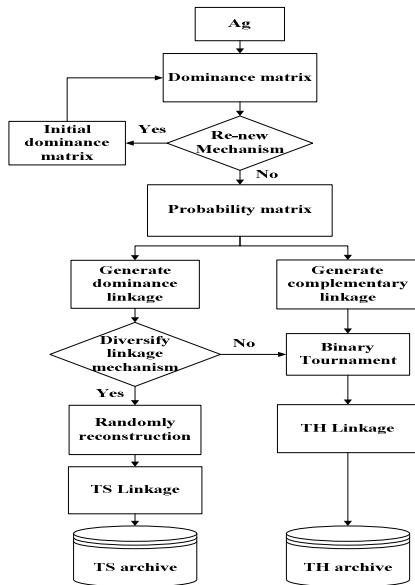 Ag
Dominance matrix
Initial
dominance
matrix
Yes
Re-new
Mechanism
No
Probability matrix
Generate
dominance
linkage
Generate
complementary
linkage
Diversify
linkage
mechanism
No
Binary
Tournament
Yes
Randomly
reconstruction
TH Linkage
TS Linkage
TS archive
TH archive